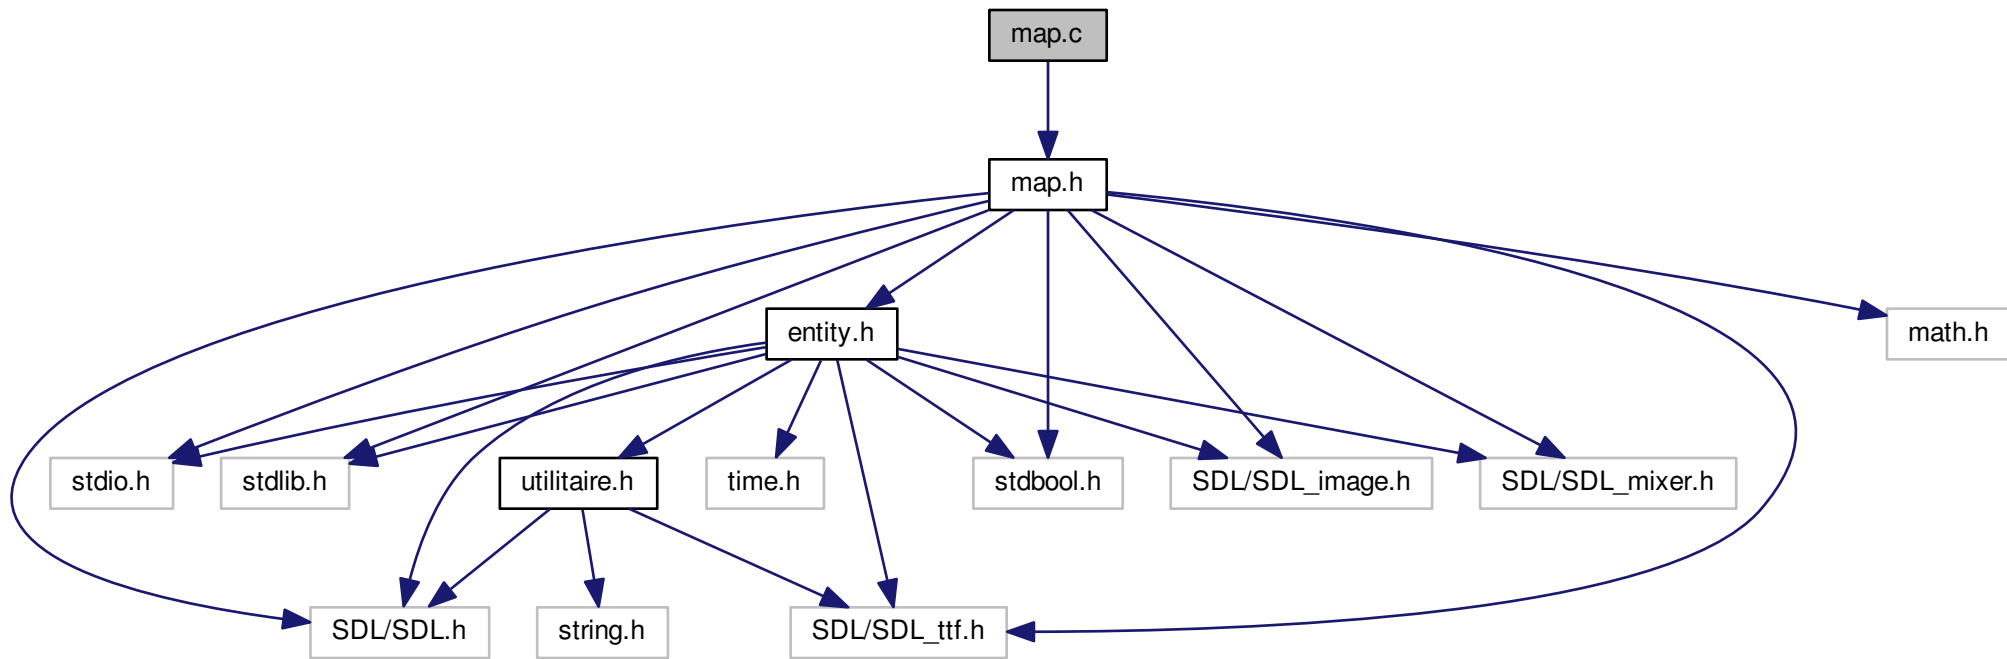 map.c
map.h
entity.h
math.h
stdio.h
stdlib.h
utilitaire.h
time.h
stdbool.h
SDL/SDL_image.h
SDL/SDL_mixer.h
SDL/SDL.h
string.h
SDL/SDL_ttf.h